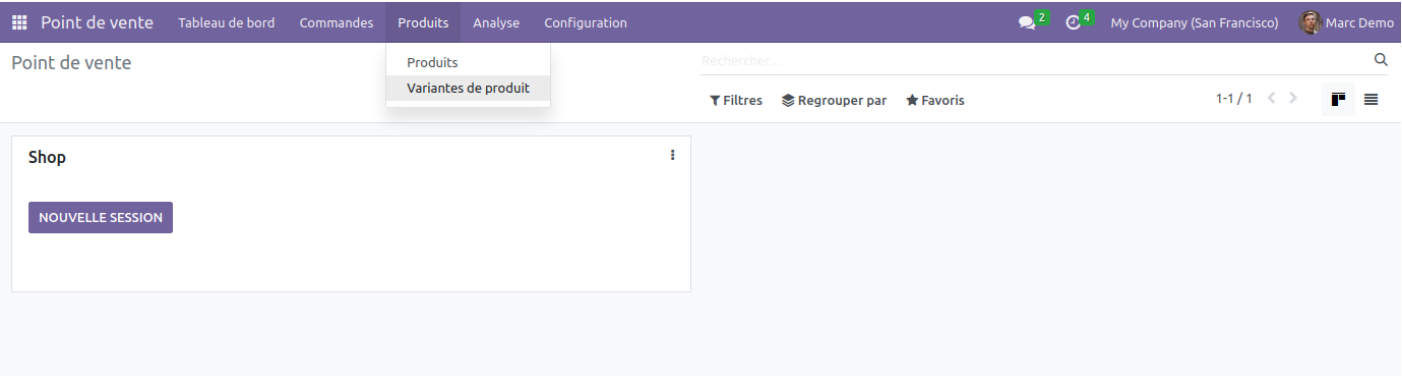 Point de vente Tableau de bord Commandes Produits Analyse Configuration 2 4 My Company (San Francisco) Marc Demo
Point de vente
Produits
Variantes de produit
Rechercher...
Filtres Regrouper par Favoris 1-1 / 1
Shop
NOUVELLE SESSION